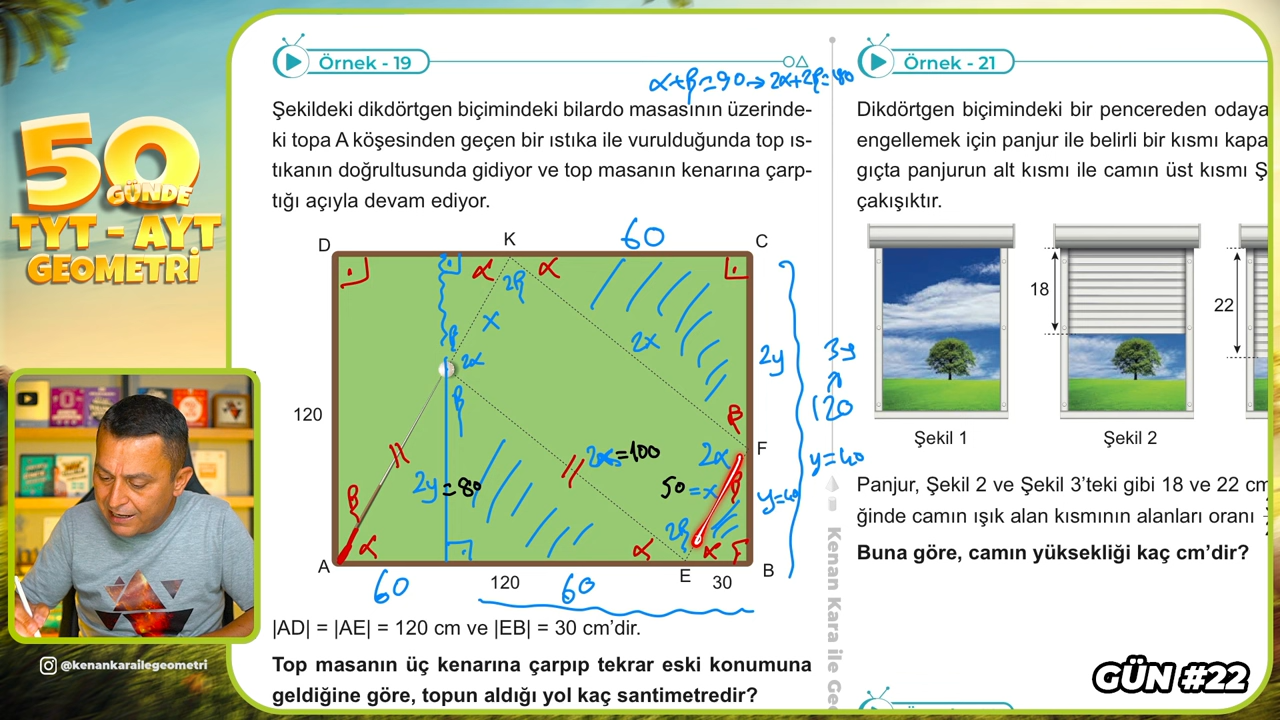 50
GÜNDE
TYT - AYT
GEOMETRİ
@kenankarailegeometri
Örnek - 19
α+β=90→2α+2β=180
Şekildeki dikdörtgen biçimindeki bilardo masasının üzerinde-
ki topa A köşesinden geçen bir ıstıka ile vurulduğunda top ıs-
tıkanın doğrultusunda gidiyor ve top masanın kenarına çarp-
tığı açıyla devam ediyor.
60
D
K
C
α
α
2β
x
β
2α
2x
2y
3y
120
β
β
120
F
2x=100
2α
y=40
2y=80
50=x
β
y=40
β
2β
α
α
α
A
E
B
60
120
60
30
|AD| = |AE| = 120 cm ve |EB| = 30 cm'dir.
Top masanın üç kenarına çarpıp tekrar eski konumuna
geldiğine göre, topun aldığı yol kaç santimetredir?
Kenan Kara ile Geo
Örnek - 21
Dikdörtgen biçimindeki bir pencereden odaya
engellemek için panjur ile belirli bir kısmı kapa
gıçta panjurun alt kısmı ile camın üst kısmı Ş
çakışıktır.
18
22
Şekil 1
Şekil 2
Panjur, Şekil 2 ve Şekil 3'teki gibi 18 ve 22 cm
ğinde camın ışık alan kısmının alanları oranı
Buna göre, camın yüksekliği kaç cm'dir?
GÜN #22